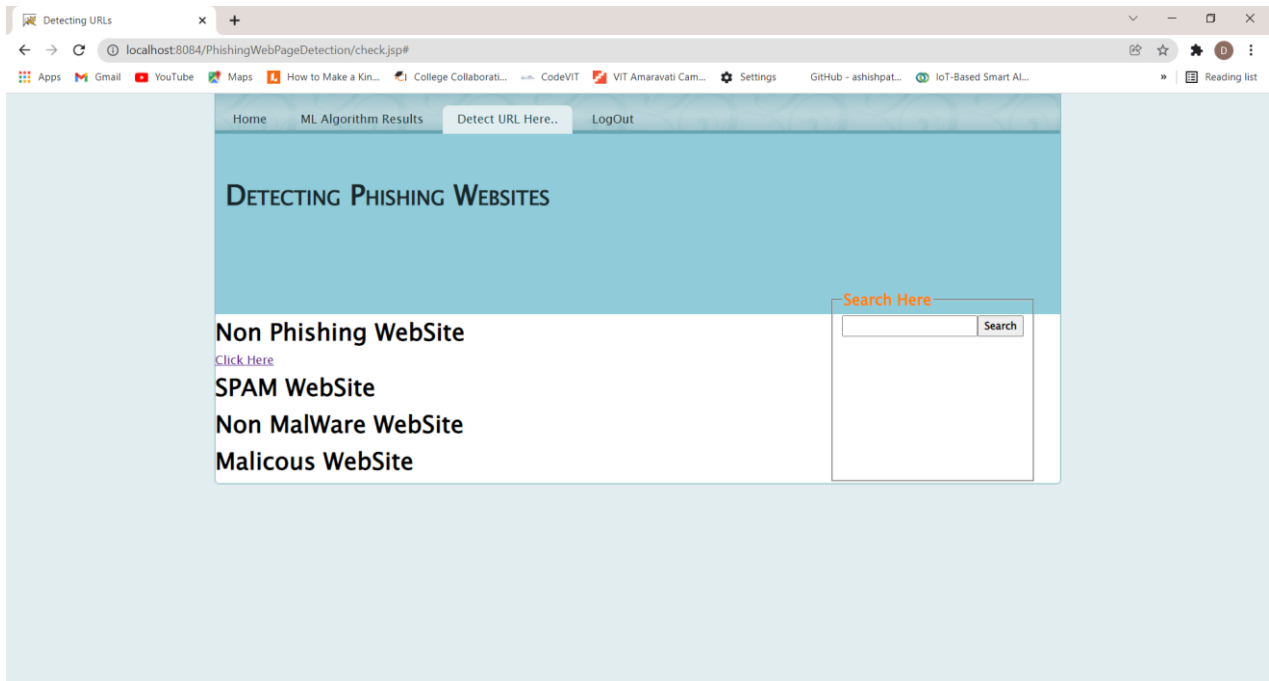 Detecting URLs
localhost:8084/PhishingWebPageDetection/check.jsp#
D
Apps Gmail YouTube Maps How to Make a Kin... College Collaborati... CodeVIT VIT Amaravati Cam... Settings GitHub - ashishpat... IoT-Based Smart Al... » Reading list
Home ML Algorithm Results Detect URL Here.. LogOut
Detecting Phishing Websites
Search Here
Search
Non Phishing WebSite
Click Here
SPAM WebSite
Non MalWare WebSite
Malicous WebSite